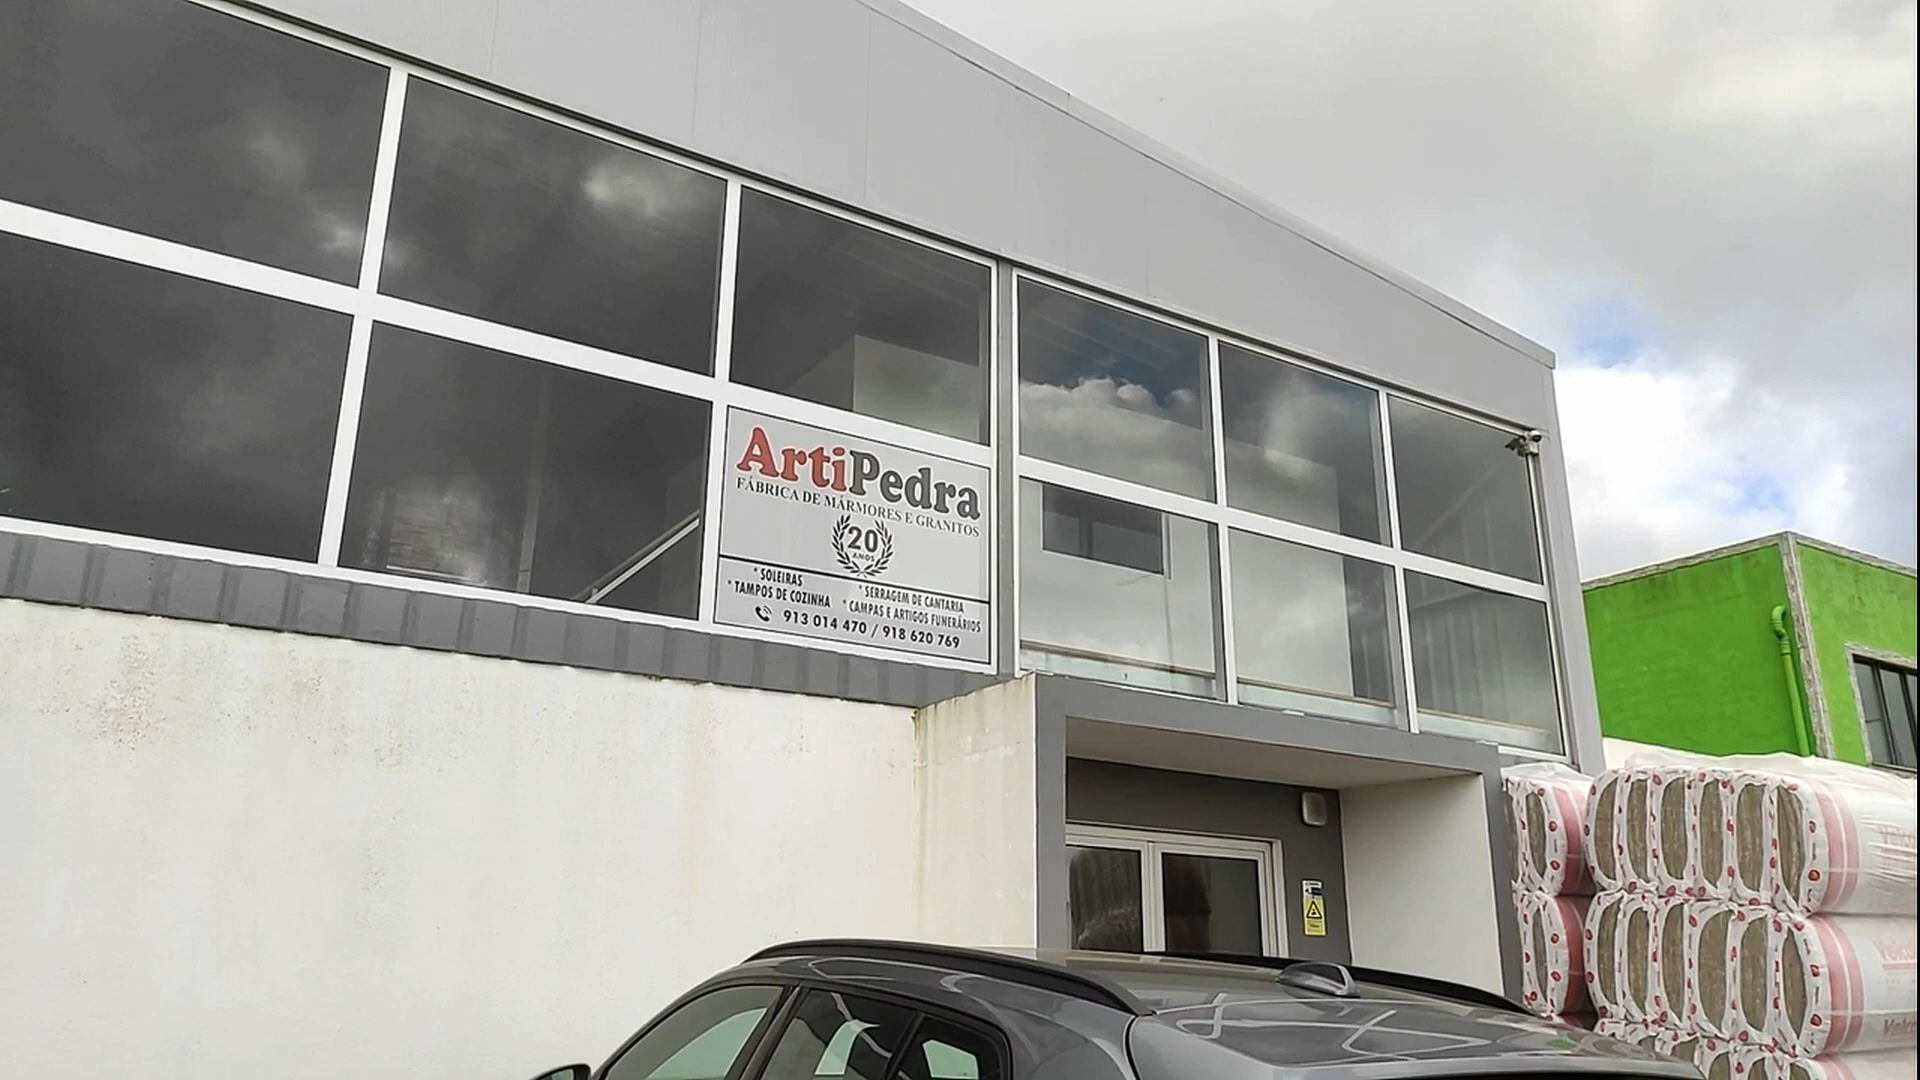 ArtiPedra
FÁBRICA DE MÁRMORES E GRANITOS
20
ANOS
* SOLEIRAS
* TAMPOS DE COZINHA
* SERRAGEM DE CANTARIA
* CAMPAS E ARTIGOS FUNERÁRIOS
913 014 470 / 918 620 769